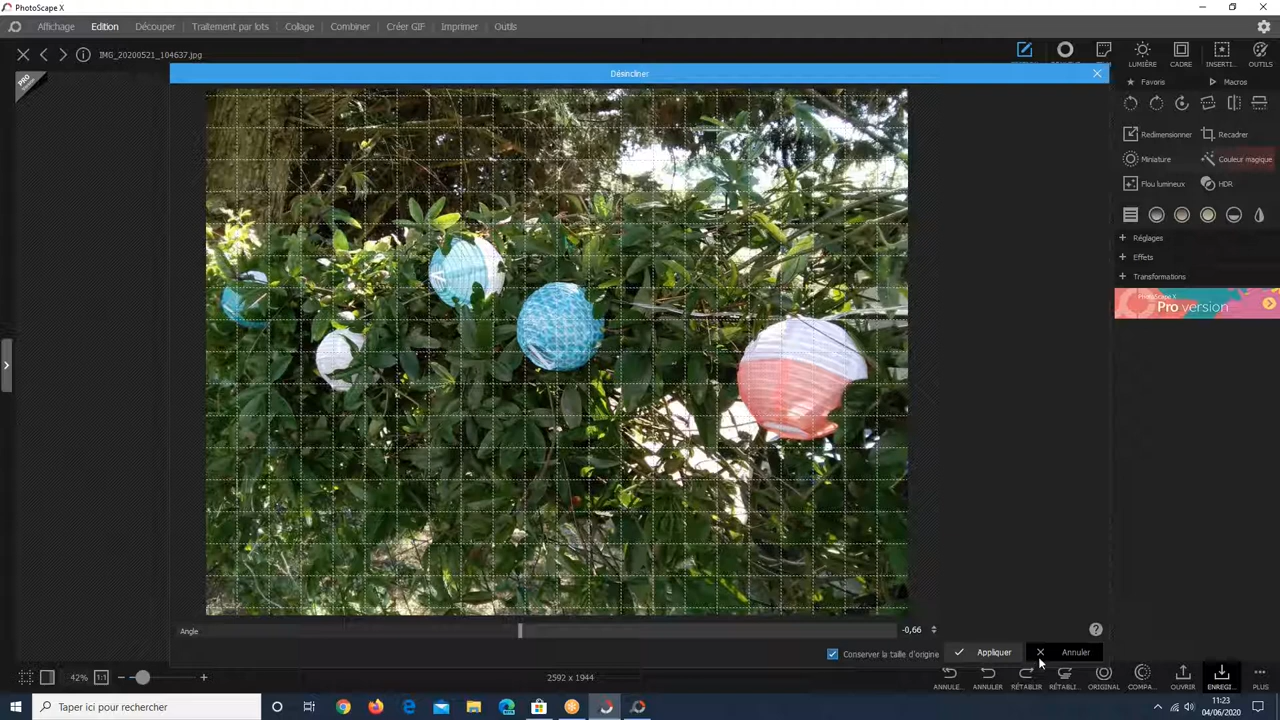 PhotoScape X
Affichage Edition Découper Traitement par lots Collage Combiner Créer GIF Imprimer Outils
IMG_20200521_104637.jpg
LUMIÈRE CADRE INSERTI... OUTILS
PRO
Désincliner
Favoris Macros
Redimensionner Recadrer
Miniature Couleur magique
Flou lumineux HDR
+ Réglages
+ Effets
+ Transformations
PhotoScape X
Pro version
Angle -0,66
Conserver la taille d'origine Appliquer Annuler
42% 1:1 2592 x 1944
ANNULE... ANNULER RÉTABLIR RÉTABLI... ORIGINAL COMPA... OUVRIR ENREGI... PLUS
Taper ici pour rechercher
11:23
04/06/2020